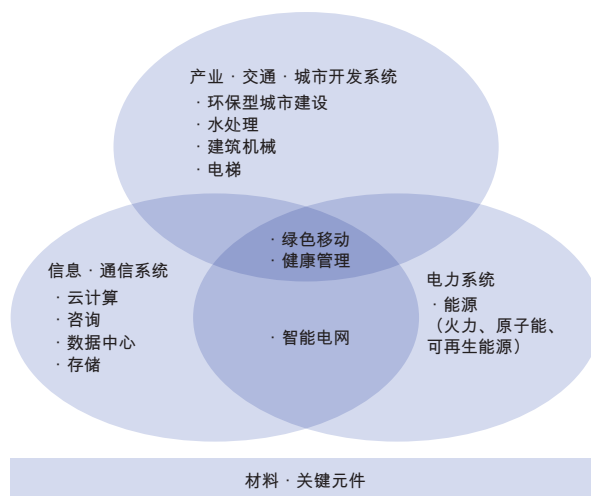 产业 · 交通 · 城市开发系统
· 环保型城市建设
· 水处理
· 建筑机械
· 电梯
· 绿色移动
· 健康管理
信息 · 通信系统
· 云计算
· 咨询
· 数据中心
· 存储
· 智能电网
电力系统
· 能源
（火力、原子能、
可再生能源）
材料 · 关键元件